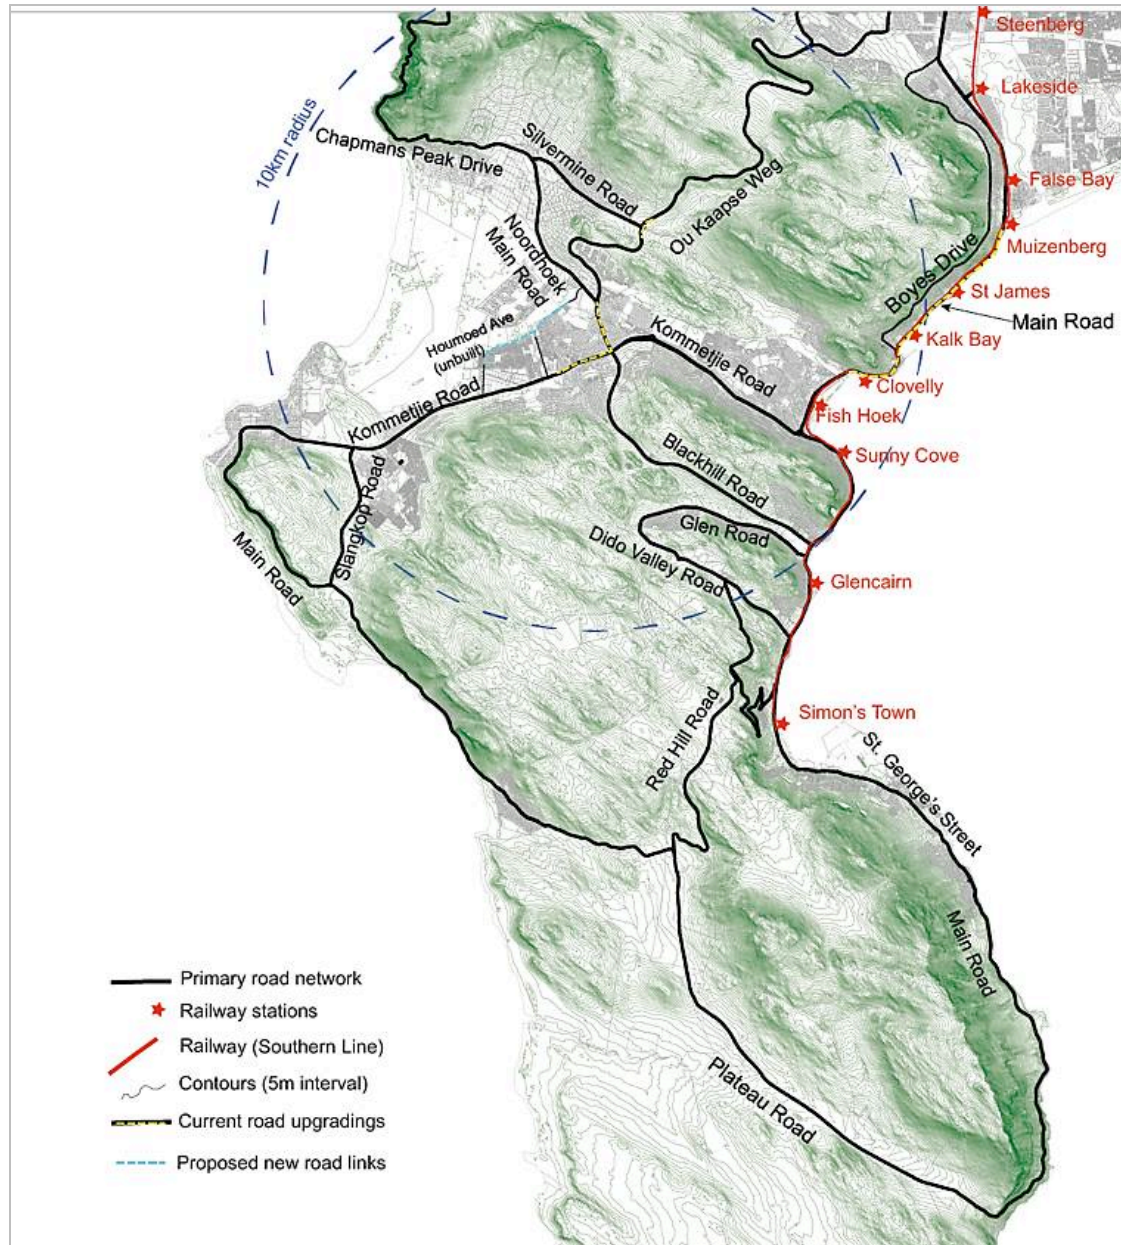 Steenberg
Lakeside
10km radius
Chapmans Peak Drive
Silvermine Road
Ou Kaapse Weg
False Bay
Muizenberg
Noordhoek
Main Road
Boyes Drive
St James
Main Road
Houmoed Ave
(unbuilt)
Kommetjie Road
Kalk Bay
Clovelly
Fish Hoek
Kommetjie Road
Sunny Cove
Blackhill Road
Slangkop Road
Glen Road
Dido Valley Road
Main Road
Glencairn
Red Hill Road
Simon's Town
St. George's Street
Main Road
Plateau Road
Primary road network
Railway stations
Railway (Southern Line)
Contours (5m interval)
Current road upgradings
Proposed new road links